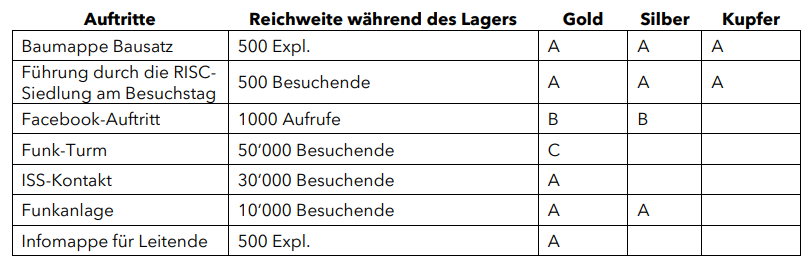 Auftritte Reichweite während des Lagers Gold Silber Kupfer
Baumappe Bausatz 500 Expl. A A A
Führung durch die RISC-
Siedlung am Besuchstag 500 Besuchende A A A
Facebook-Auftritt 1000 Aufrufe B B
Funk-Turm 50‘000 Besuchende C
ISS-Kontakt 30‘000 Besuchende A
Funkanlage 10‘000 Besuchende A A
Infomappe für Leitende 500 Expl. A